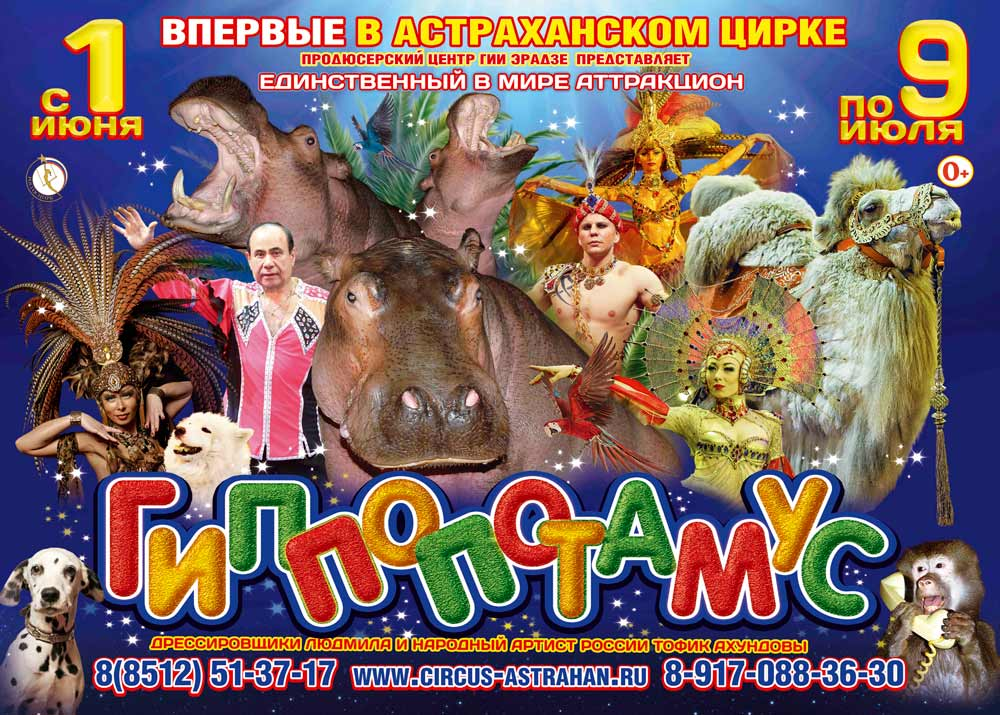 ВПЕРВЫЕ В АСТРАХАНСКОМ ЦИРКЕ
ПРОДЮСЕРСКИЙ ЦЕНТР ГИИ ЭРАДЗЕ ПРЕДСТАВЛЯЕТ
ЕДИНСТВЕННЫЙ В МИРЕ АТТРАКЦИОН
с 1
июня
по 9
июля
0+
ГИППОПОТАМУС
ДРЕССИРОВЩИКИ ЛЮДМИЛА И НАРОДНЫЙ АРТИСТ РОССИИ ТОФИК АХУНДОВЫ
8(8512) 51-37-17 WWW.CIRCUS-ASTRAHAN.RU 8-917-088-36-30